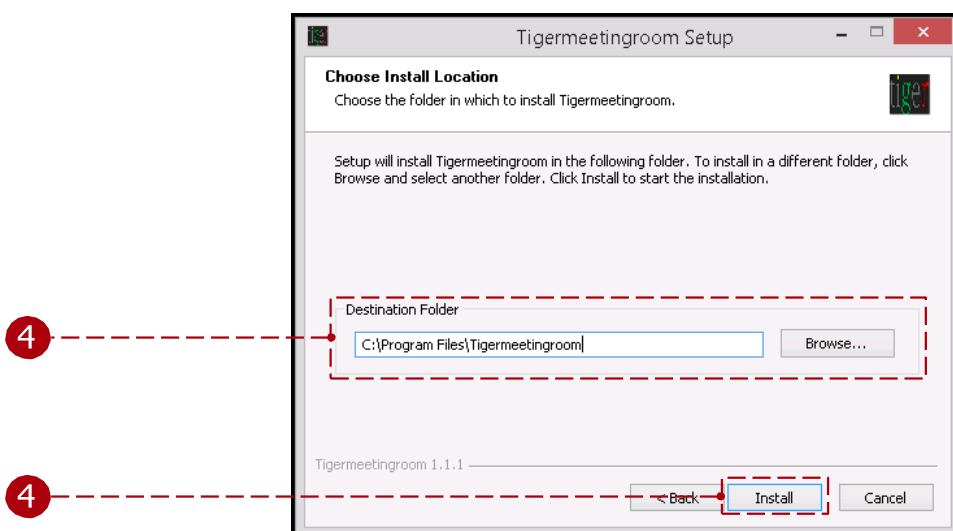 Tigermeetingroom Setup
Choose Install Location
Choose the folder in which to install Tigermeetingroom.
tiger
Setup will install Tigermeetingroom in the following folder. To install in a different folder, click
Browse and select another folder. Click Install to start the installation.
Destination Folder
4
C:\Program Files\Tigermeetingroom
Browse...
Tigermeetingroom 1.1.1
4
< Back
Install
Cancel